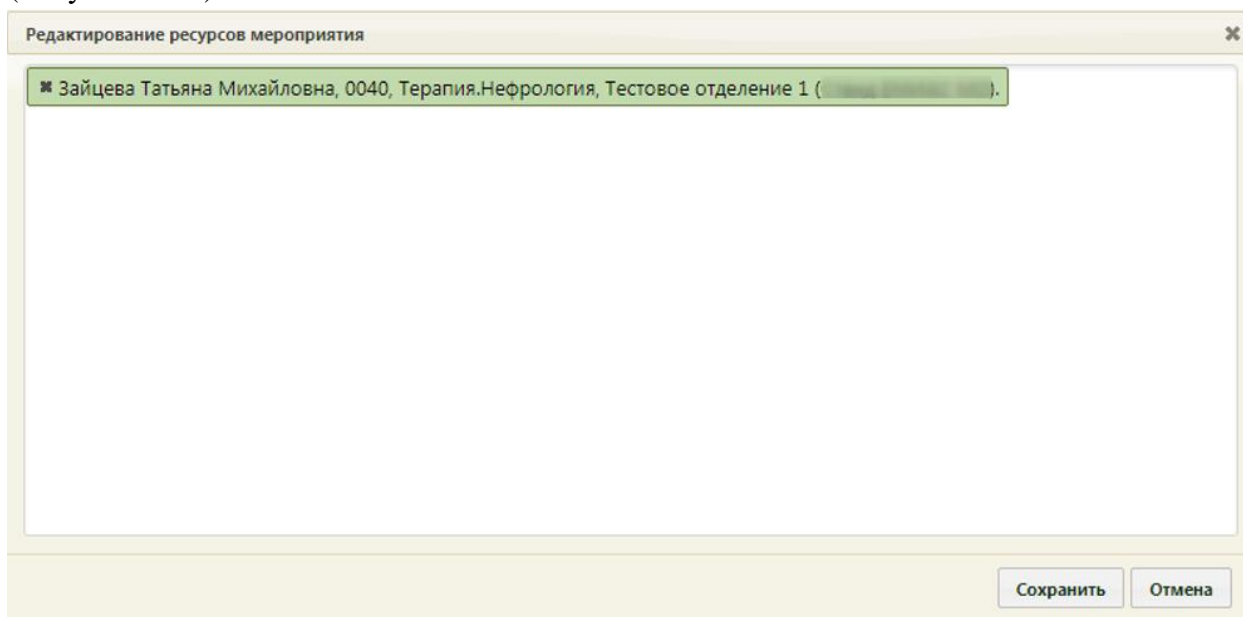 Редактирование ресурсов мероприятия
Зайцева Татьяна Михайловна, 0040, Терапия.Нефрология, Тестовое отделение 1 ( ).
Сохранить Отмена